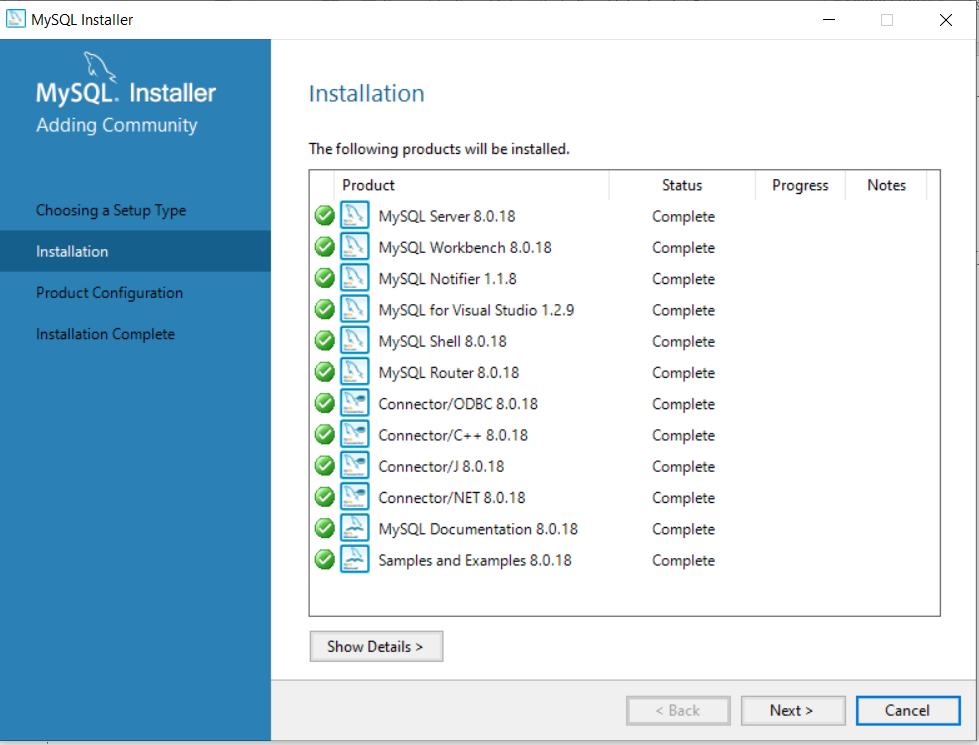 MySQL Installer
MySQL. Installer
Adding Community
Choosing a Setup Type
Installation
Product Configuration
Installation Complete
Installation
The following products will be installed.
Product Status Progress Notes
MySQL Server 8.0.18 Complete
MySQL Workbench 8.0.18 Complete
MySQL Notifier 1.1.8 Complete
MySQL for Visual Studio 1.2.9 Complete
MySQL Shell 8.0.18 Complete
MySQL Router 8.0.18 Complete
Connector/ODBC 8.0.18 Complete
Connector/C++ 8.0.18 Complete
Connector/J 8.0.18 Complete
Connector/NET 8.0.18 Complete
MySQL Documentation 8.0.18 Complete
Samples and Examples 8.0.18 Complete
Show Details >
< Back Next > Cancel